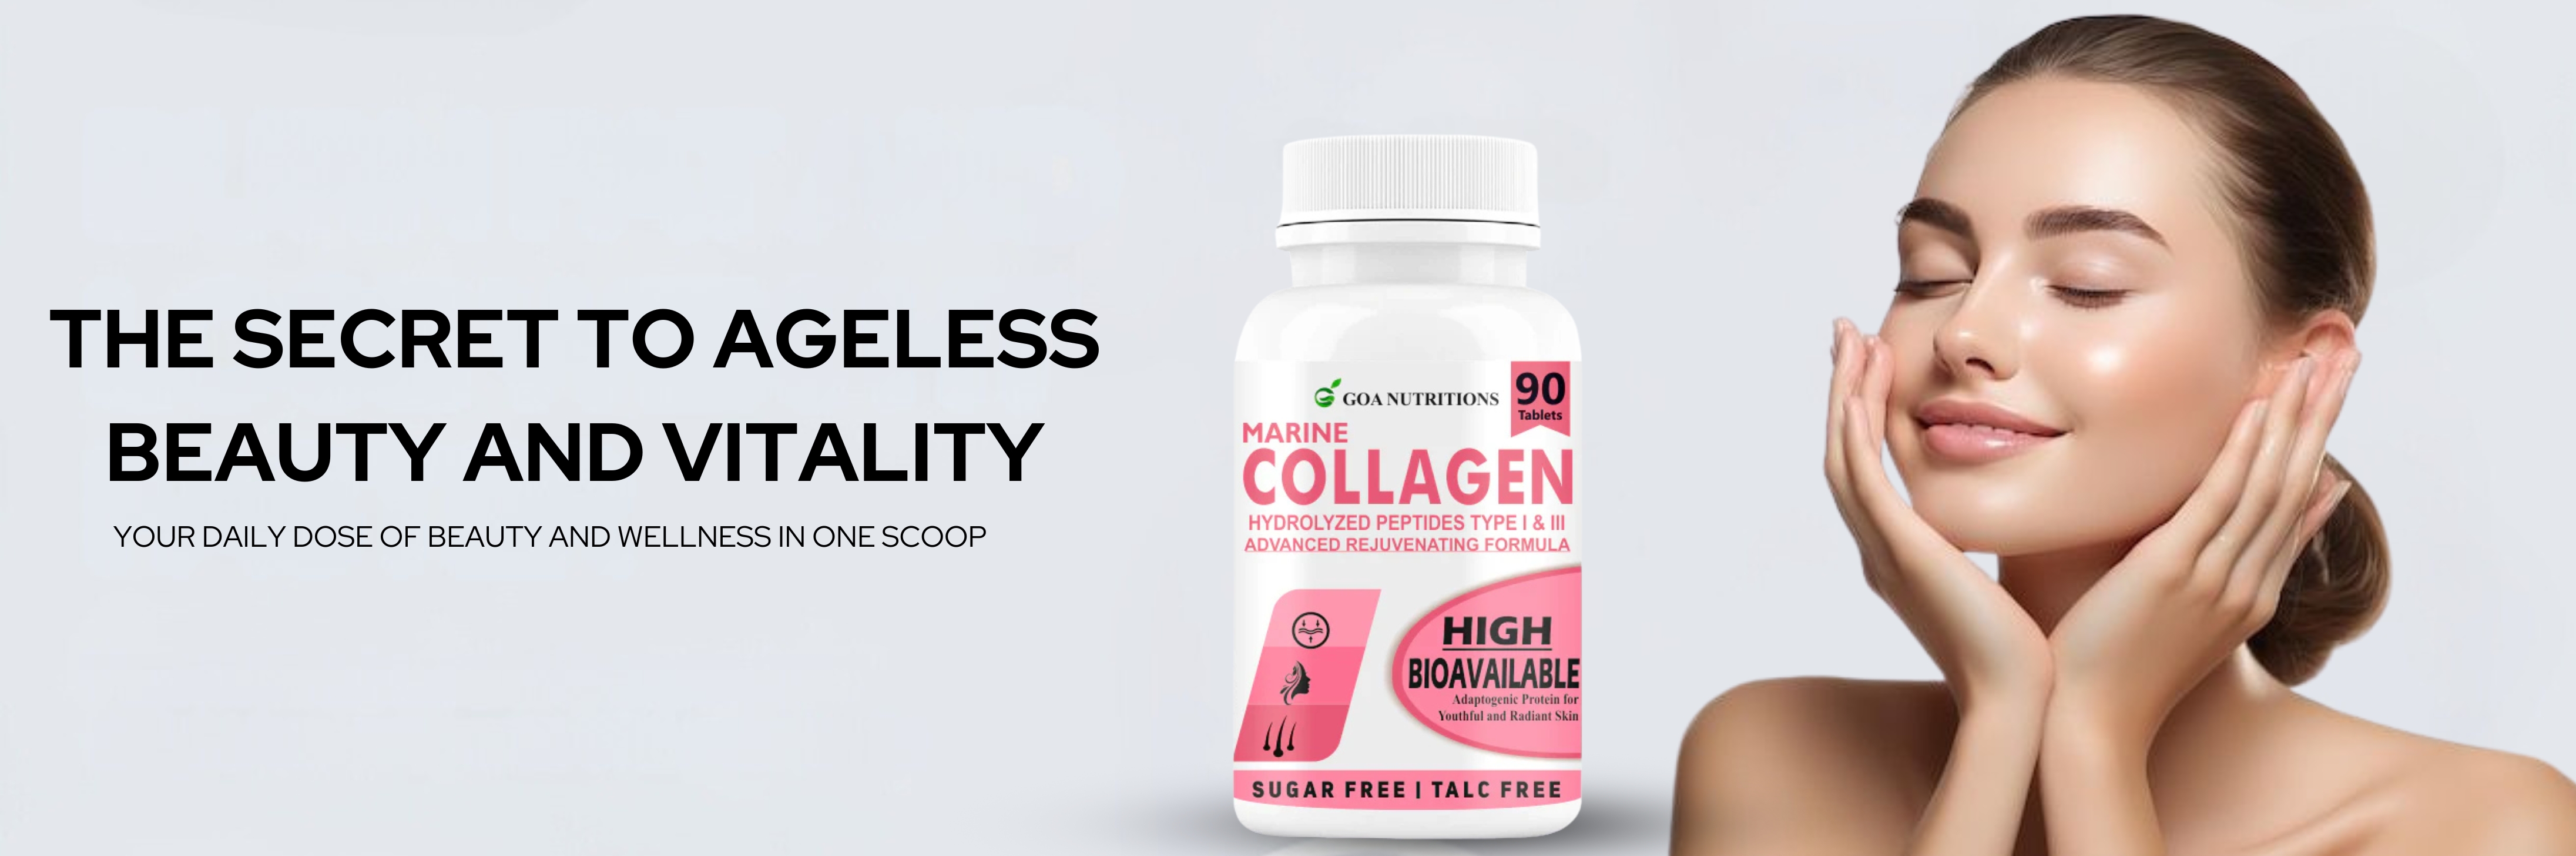 THE SECRET TO AGELESS
BEAUTY AND VITALITY
YOUR DAILY DOSE OF BEAUTY AND WELLNESS IN ONE SCOOP
GOA NUTRITIONS
90
Tablets
MARINE
COLLAGEN
HYDROLYZED PEPTIDES TYPE I & III
ADVANCED REJUVENATING FORMULA
HIGH
BIOAVAILABLE
Adaptogenic Protein for
Youthful and Radiant Skin
SUGAR FREE | TALC FREE